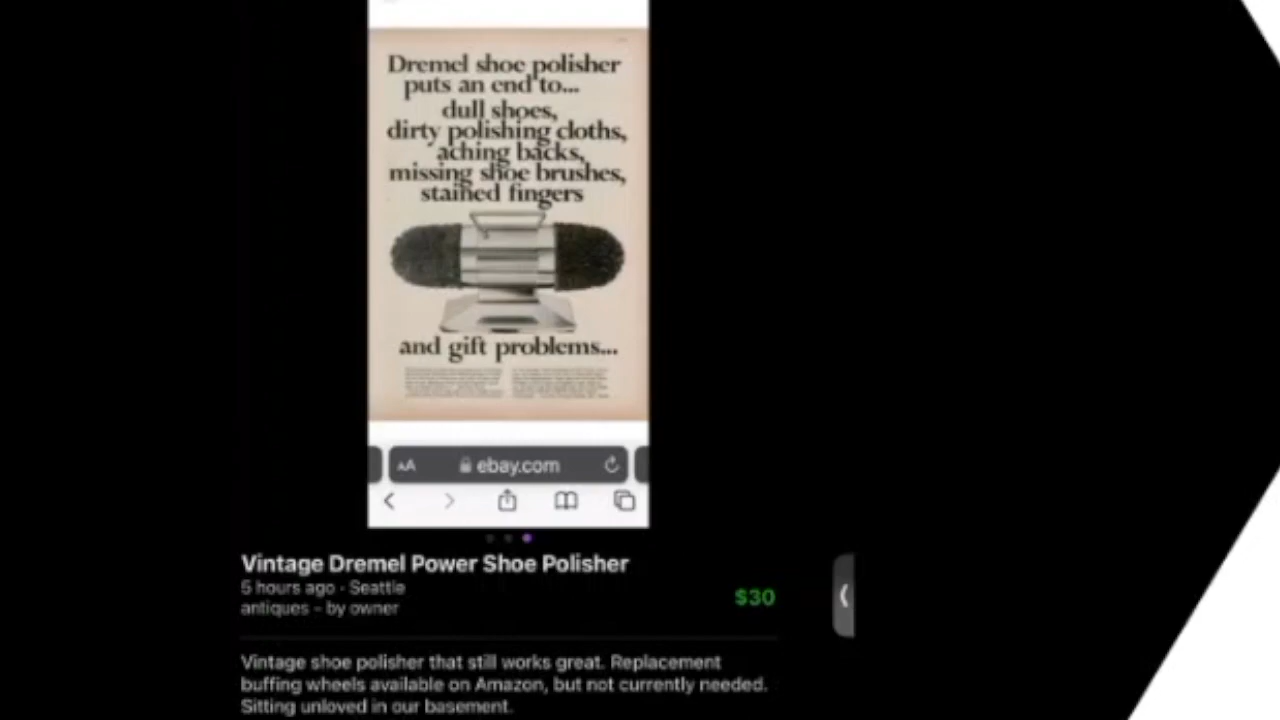 Dremel shoe polisher
puts an end to...
dull shoes,
dirty polishing cloths,
aching backs,
missing shoe brushes,
stained fingers
and gift problems...
AA ebay.com
Vintage Dremel Power Shoe Polisher
5 hours ago - Seattle
antiques - by owner
$30
Vintage shoe polisher that still works great. Replacement
buffing wheels available on Amazon, but not currently needed.
Sitting unloved in our basement.